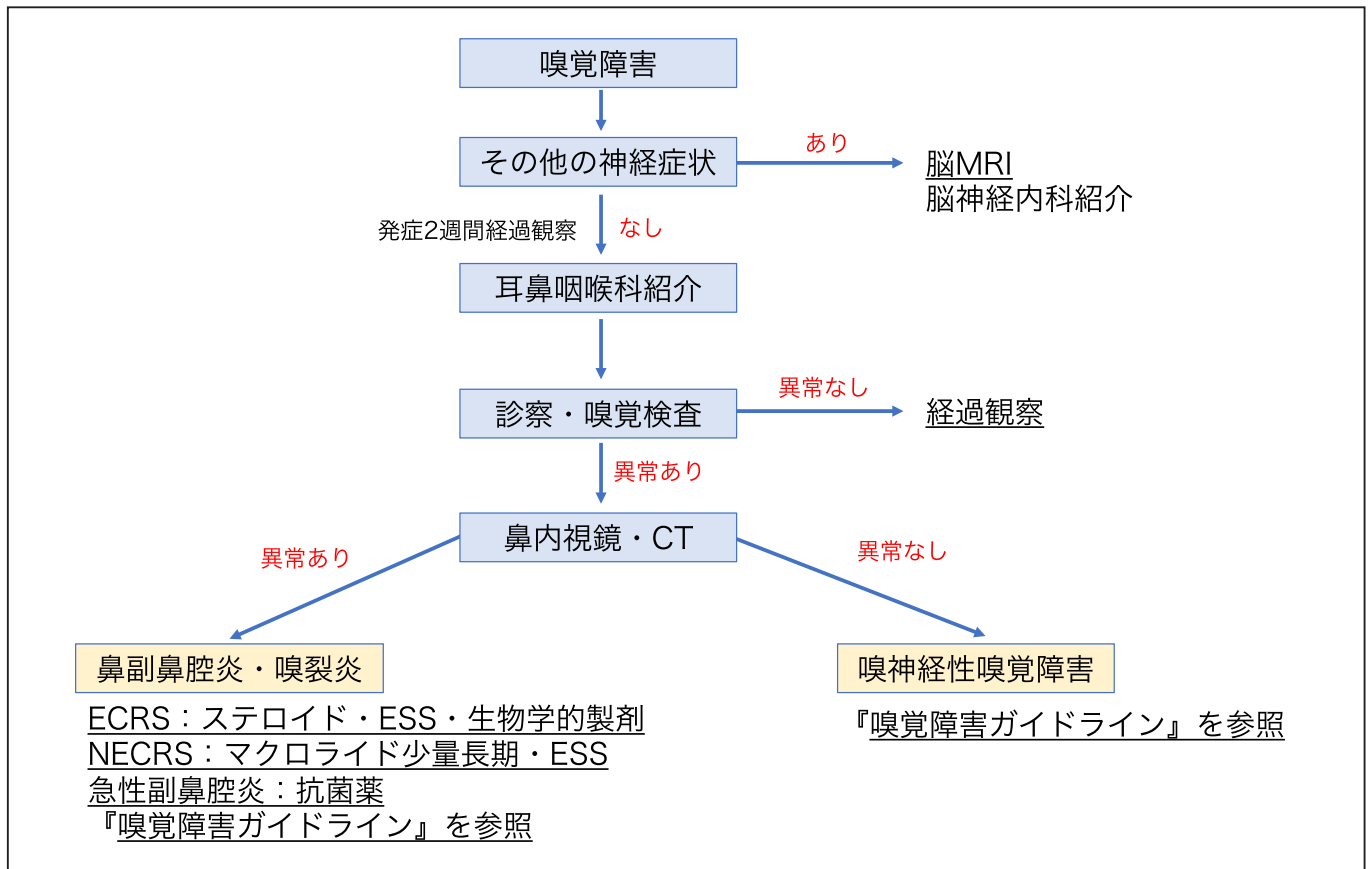 嗅覚障害
その他の神経症状
あり
脳MRI
脳神経内科紹介
発症2週間経過観察
なし
耳鼻咽喉科紹介
診察・嗅覚検査
異常なし
経過観察
異常あり
鼻内視鏡・CT
異常あり
異常なし
鼻副鼻腔炎・嗅裂炎
ECRS：ステロイド・ESS・生物学的製剤
NECRS：マクロライド少量長期・ESS
急性副鼻腔炎：抗菌薬
『嗅覚障害ガイドライン』を参照
嗅神経性嗅覚障害
『嗅覚障害ガイドライン』を参照